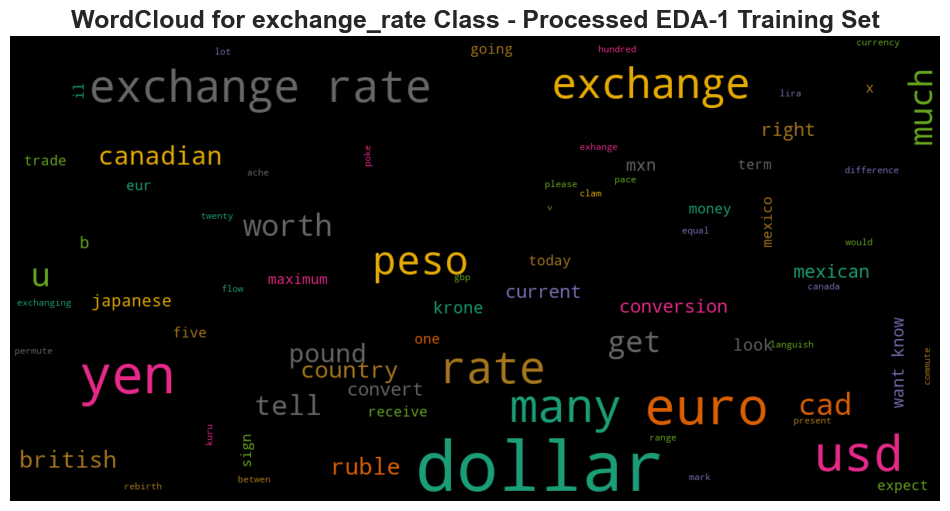 WordCloud for exchange_rate Class - Processed EDA-1 Training Set
lot
going
hundred
currency
il
exchange rate
exchange
lira
x
much
right
trade
canadian
ache
poke
exhange
mxn
term
difference
eur
please
pace
clam
v
money
mexico
twenty
worth
equal
b
would
u
peso
today
gbp
mexican
maximum
current
canada
exchanging
japanese
flow
krone
conversion
five
one
get
look
languish
want know
permute
pound
country
rate
commute
yen
convert
tell
receive
many
euro
cad
present
kuru
sign
range
british
ruble
dollar
usd
rebirth
betwen
mark
expect